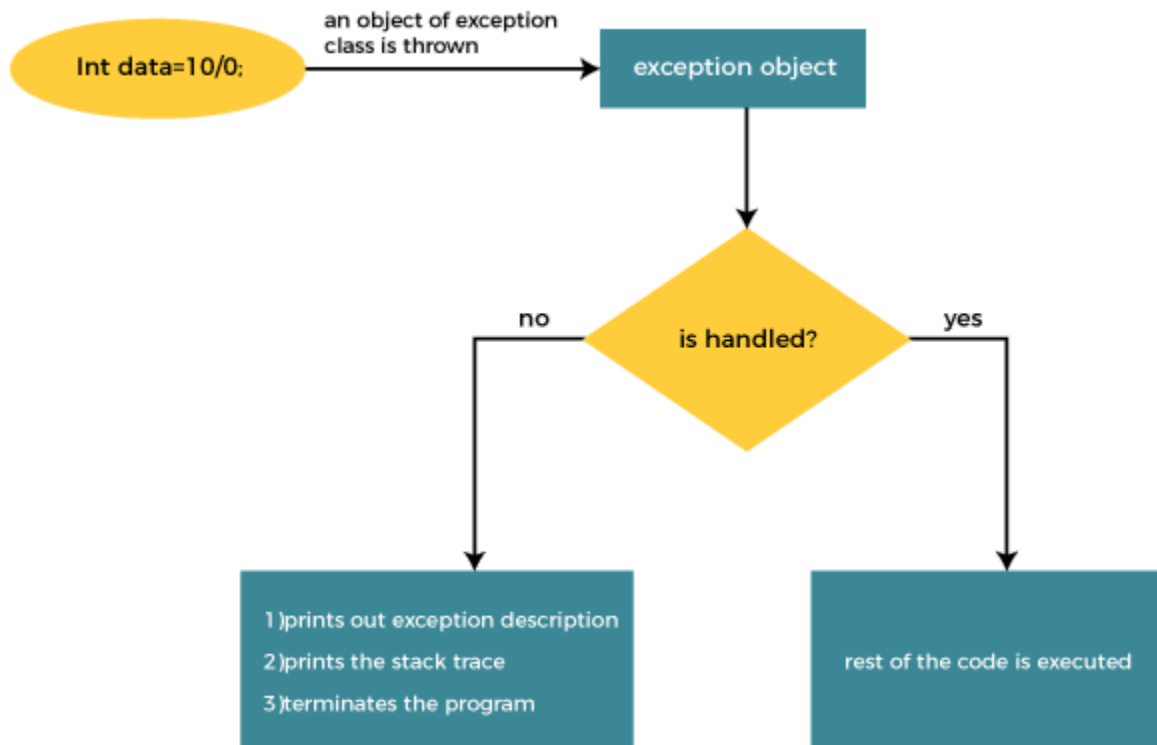 Int data=10/0;
an object of exception
class is thrown
exception object
is handled?
no
yes
1)prints out exception description
2)prints the stack trace
3)terminates the program
rest of the code is executed